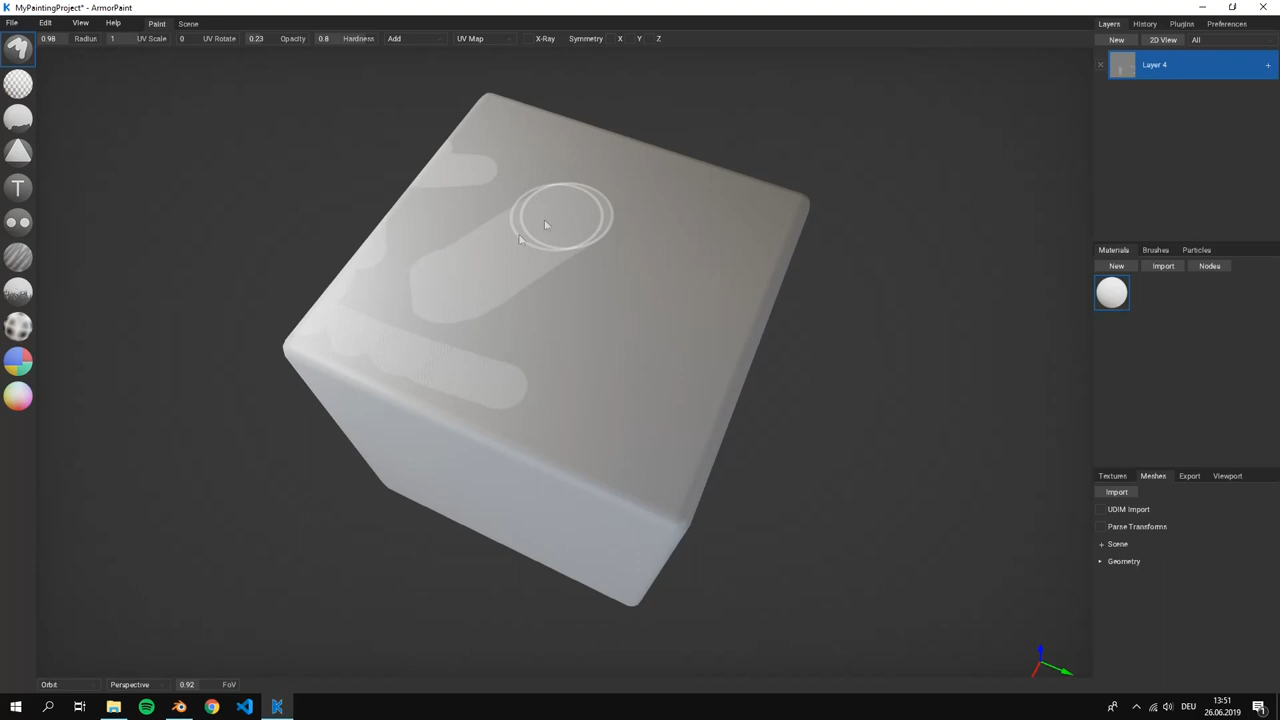 MyPaintingProject* - ArmorPaint
File Edit View Help Paint Scene
Layers History Plugins Preferences
0.98 Radius 1 UV Scale 0 UV Rotate 0.23 Opacity 0.8 Hardness Add UV Map X-Ray Symmetry X Y Z
New 2D View All
Layer 4 +
T
Materials Brushes Particles
New Import Nodes
Textures Meshes Export Viewport
Import
UDIM Import
Parse Transforms
+ Scene
Geometry
Orbit Perspective 0.92 FoV
13:51
DEU
26.06.2019
1